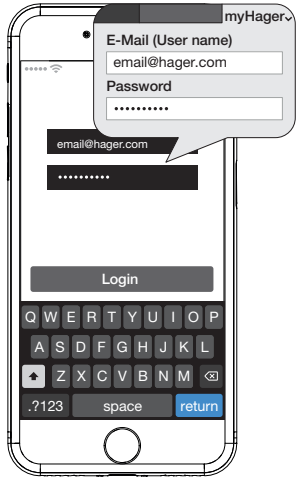 myHager
E-Mail (User name)
email@hager.com
Password
••••••••••
email@hager.com
••••••••••
Login
Q W E R T Y U I O P
A S D F G H J K L
Z X C V B N M
.?123 space return